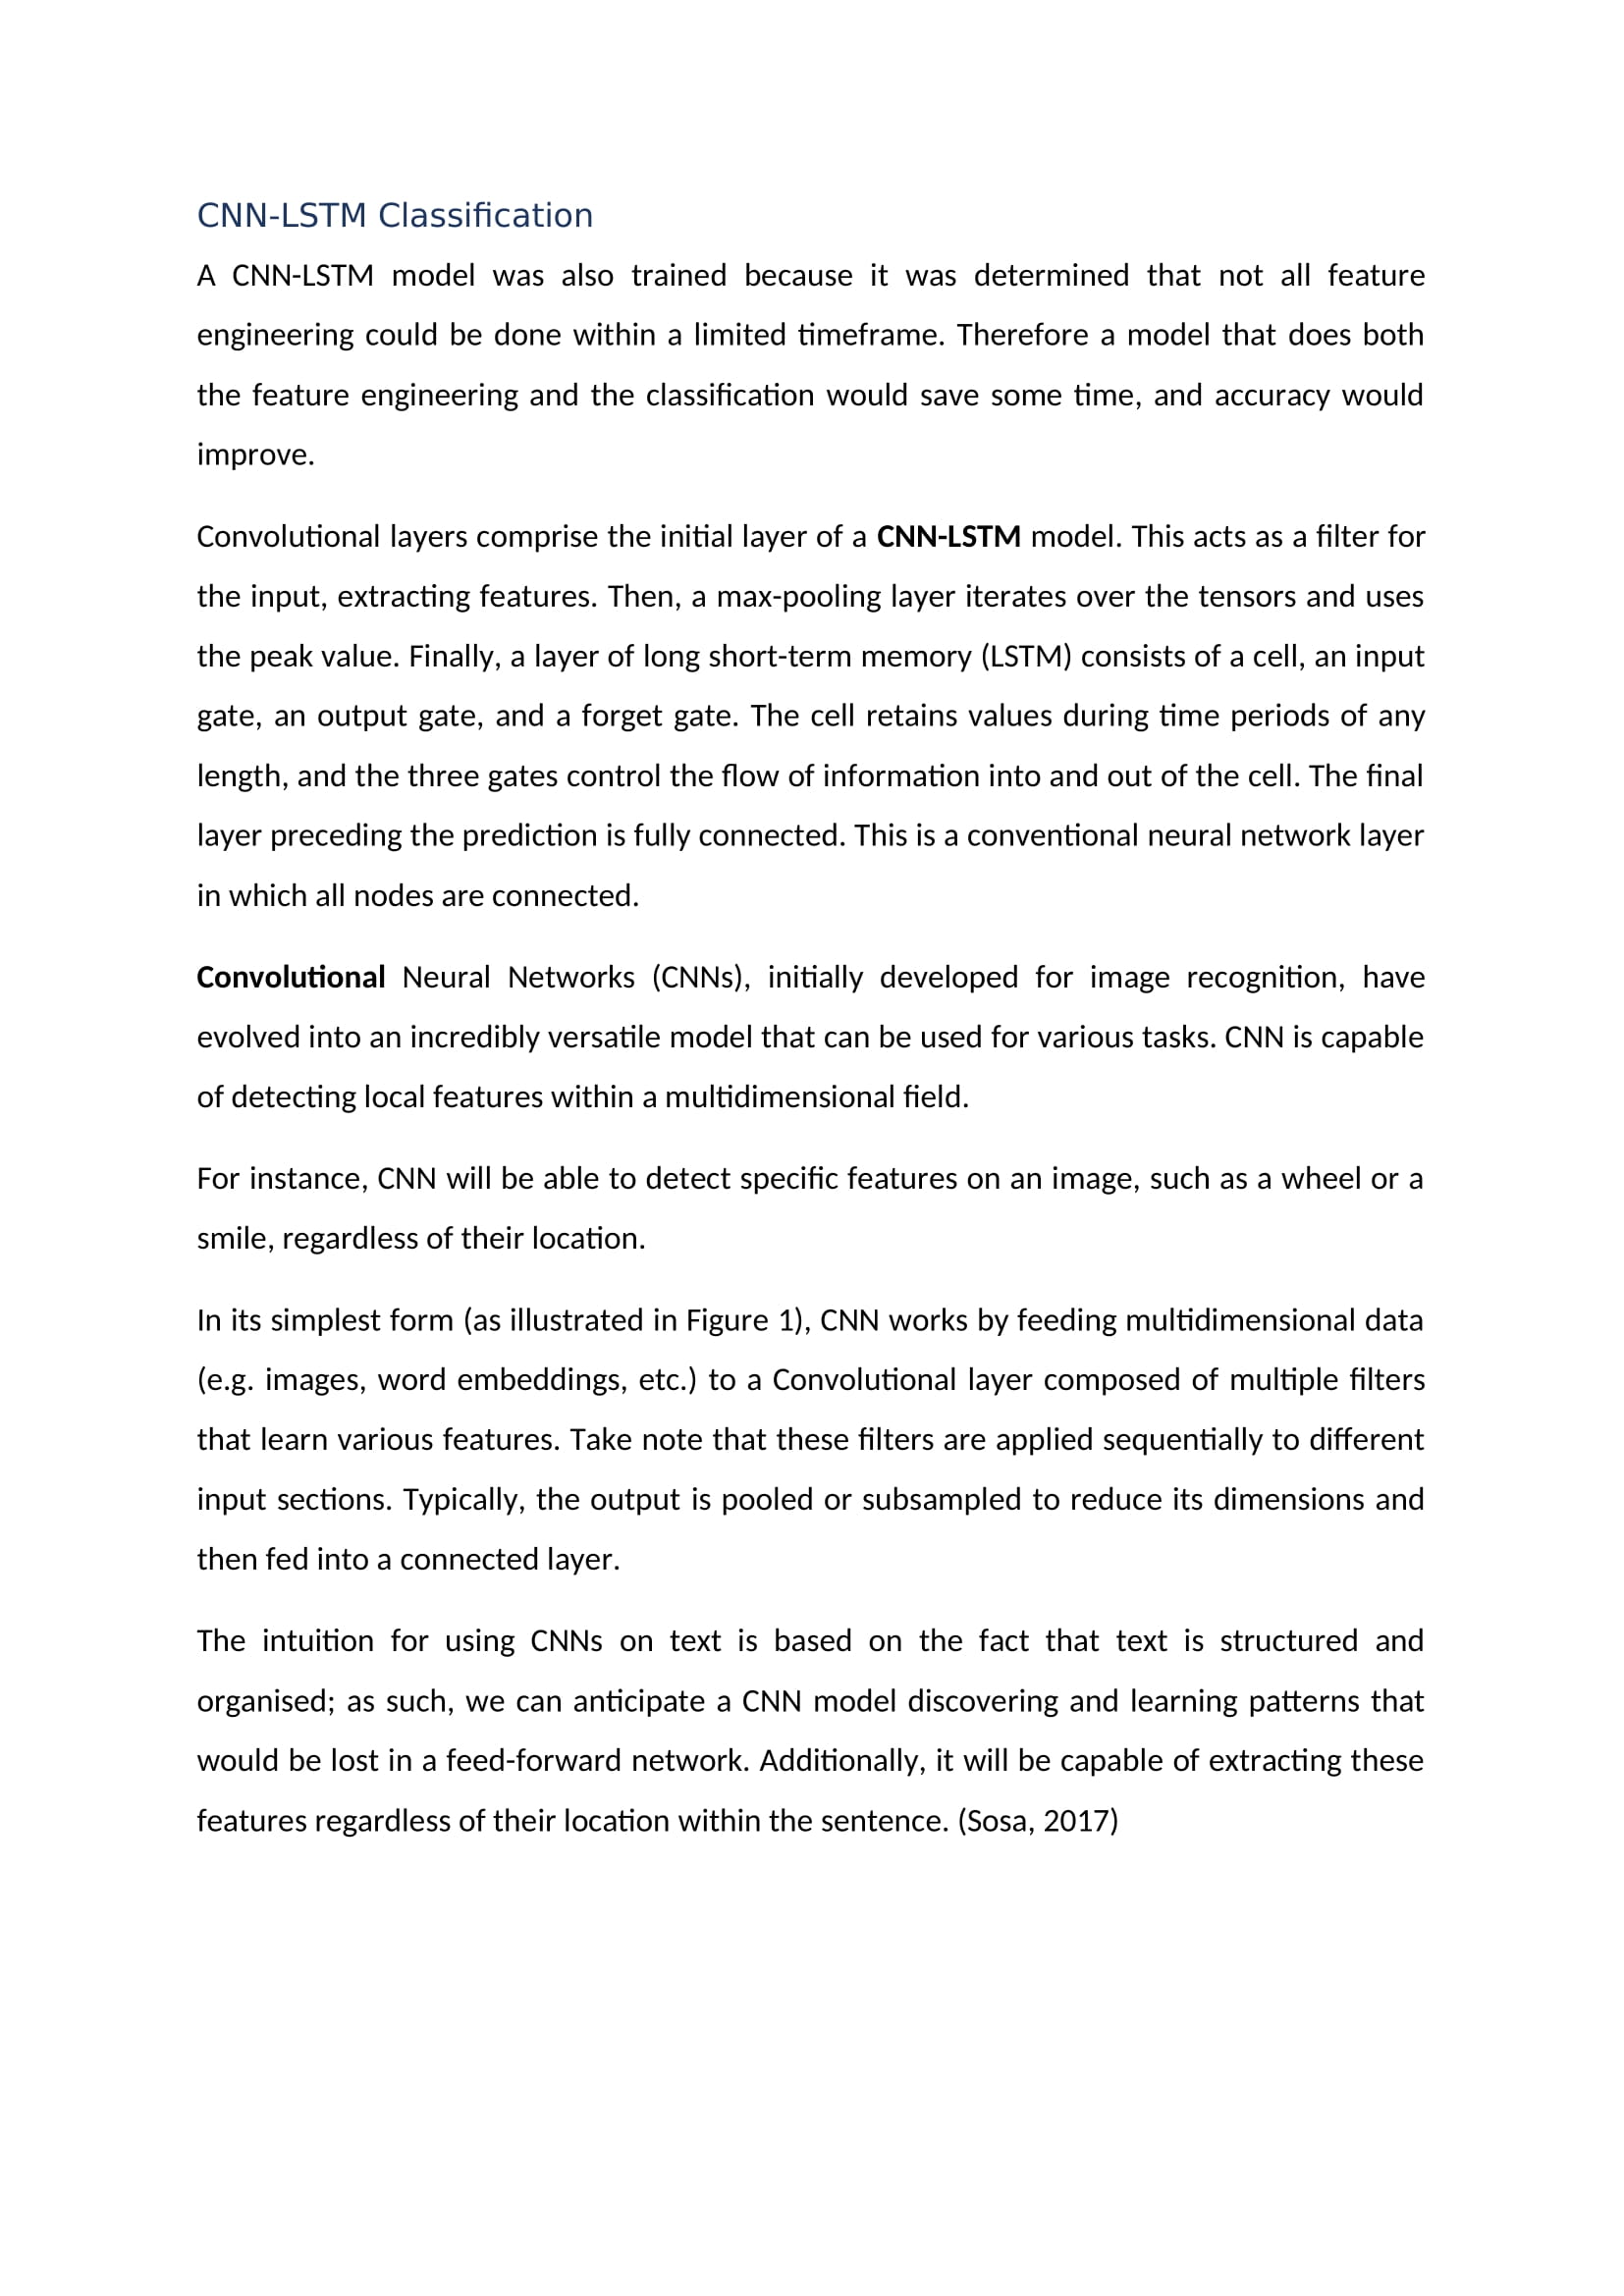 CNN-LSTM Classification
A CNN-LSTM model was also trained because it was determined that not all feature
engineering could be done within a limited timeframe. Therefore a model that does both
the feature engineering and the classification would save some time, and accuracy would
improve.
Convolutional layers comprise the initial layer of a CNN-LSTM model. This acts as a filter for
the input, extracting features. Then, a max-pooling layer iterates over the tensors and uses
the peak value. Finally, a layer of long short-term memory (LSTM) consists of a cell, an input
gate, an output gate, and a forget gate. The cell retains values during time periods of any
length, and the three gates control the flow of information into and out of the cell. The final
layer preceding the prediction is fully connected. This is a conventional neural network layer
in which all nodes are connected.
Convolutional Neural Networks (CNNs), initially developed for image recognition, have
evolved into an incredibly versatile model that can be used for various tasks. CNN is capable
of detecting local features within a multidimensional field.
For instance, CNN will be able to detect specific features on an image, such as a wheel or a
smile, regardless of their location.
In its simplest form (as illustrated in Figure 1), CNN works by feeding multidimensional data
(e.g. images, word embeddings, etc.) to a Convolutional layer composed of multiple filters
that learn various features. Take note that these filters are applied sequentially to different
input sections. Typically, the output is pooled or subsampled to reduce its dimensions and
then fed into a connected layer.
The intuition for using CNNs on text is based on the fact that text is structured and
organised; as such, we can anticipate a CNN model discovering and learning patterns that
would be lost in a feed-forward network. Additionally, it will be capable of extracting these
features regardless of their location within the sentence. (Sosa, 2017)